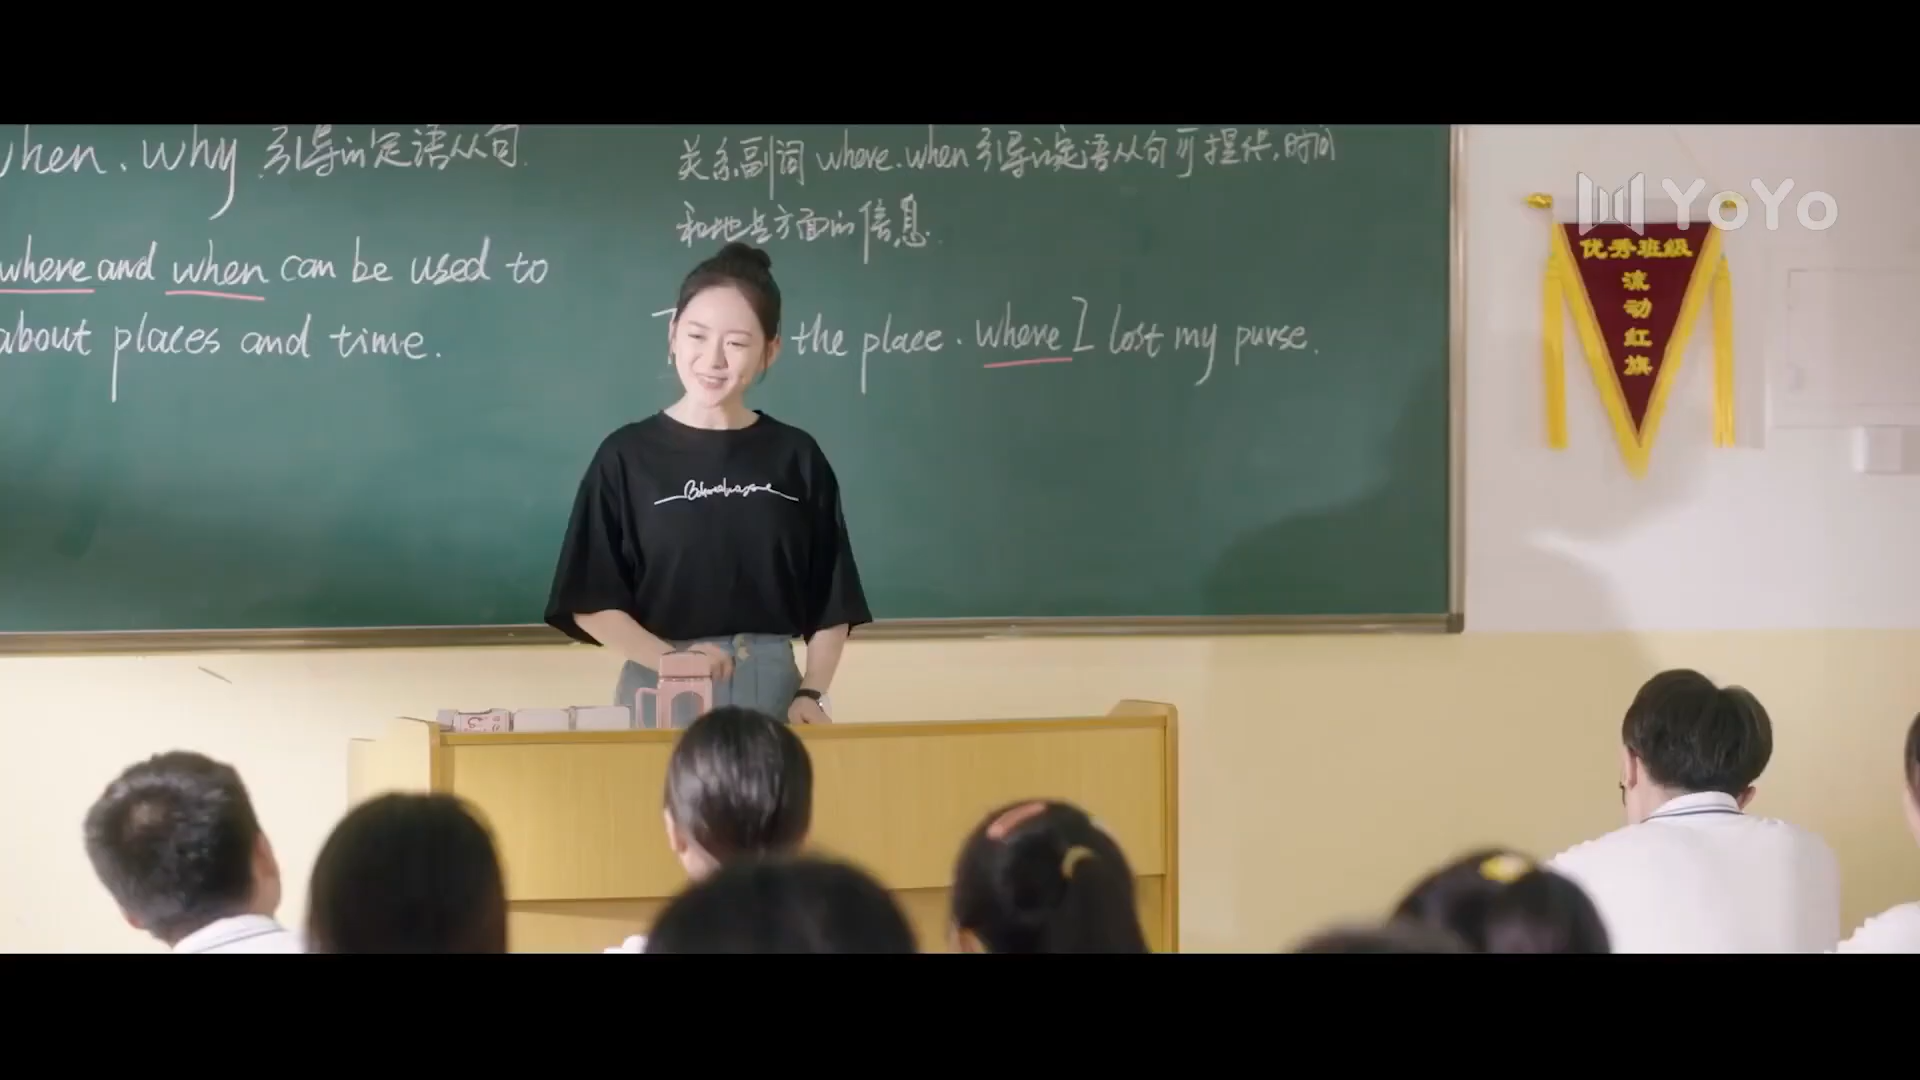 when. why 引导的定语从句.
where and when can be used to
about places and time.
关系副词 where. when 引导的定语从句可提供,时间
和地点方面的信息.
the place. where I lost my purse.
YoYo
优秀班级
流动红旗